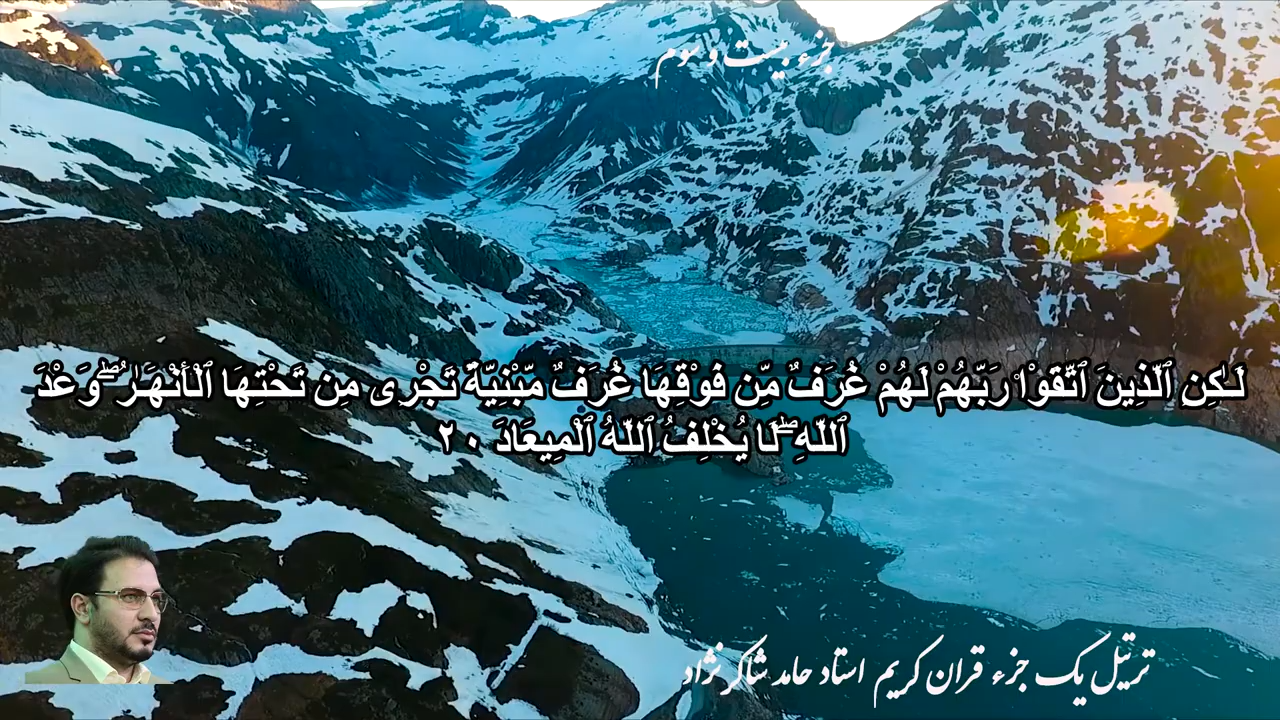 جزء بیست و سوم
لَـٰكِنِ ٱلَّذِينَ ٱتَّقَوْا۟ رَبَّهُمْ لَهُمْ غُرَفٌ مِّن فَوْقِهَا غُرَفٌ مَّبْنِيَّةٌ تَجْرِى مِن تَحْتِهَا ٱلْأَنْهَـٰرُ ۖ وَعْدَ
ٱللَّهِ ۖ لَا يُخْلِفُ ٱللَّهُ ٱلْمِيعَادَ ٢٠
ترتیل یک جزء قران کریم استاد حامد شاکر نژاد